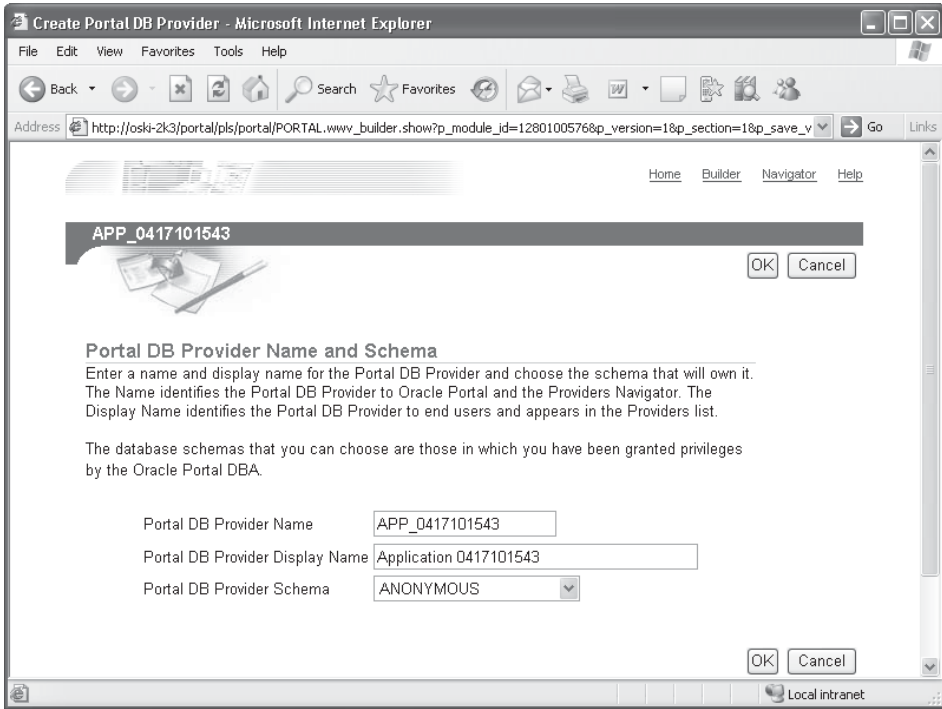 Create Portal DB Provider - Microsoft Internet Explorer
File Edit View Favorites Tools Help
Back Search Favorites
Address http://oski-2k3/portal/pls/portal/PORTAL.wwv_builder.show?p_module_id=1280100576&p_version=1&p_section=1&p_save_v Go Links
Home Builder Navigator Help
APP_0417101543
OK Cancel
Portal DB Provider Name and Schema
Enter a name and display name for the Portal DB Provider and choose the schema that will own it.
The Name identifies the Portal DB Provider to Oracle Portal and the Providers Navigator. The
Display Name identifies the Portal DB Provider to end users and appears in the Providers list.
The database schemas that you can choose are those in which you have been granted privileges
by the Oracle Portal DBA.
Portal DB Provider Name APP_0417101543
Portal DB Provider Display Name Application 0417101543
Portal DB Provider Schema ANONYMOUS
OK Cancel
Local intranet